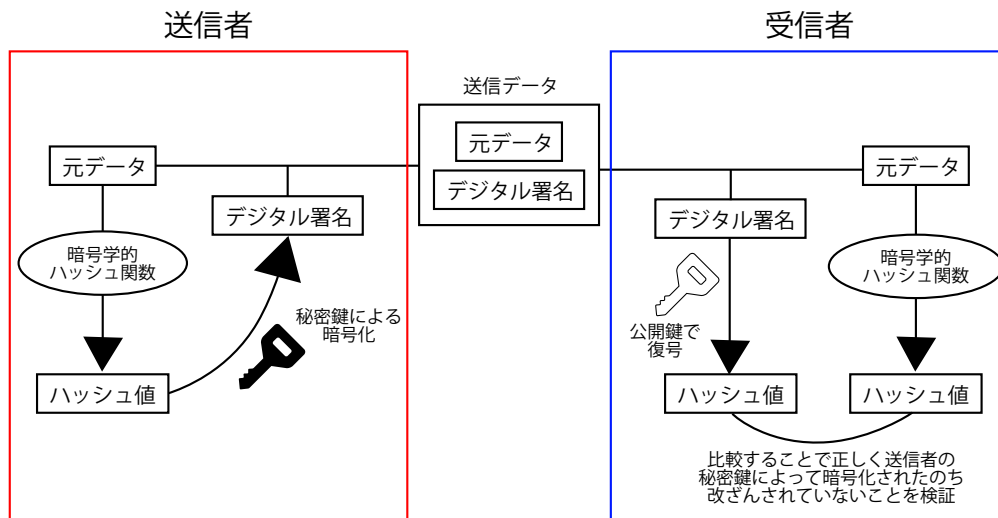 送信者
元データ
デジタル署名
暗号学的
ハッシュ関数
秘密鍵による
暗号化
ハッシュ値
送信データ
元データ
デジタル署名
受信者
元データ
デジタル署名
暗号学的
ハッシュ関数
公開鍵で
復号
ハッシュ値
ハッシュ値
比較することで正しく送信者の
秘密鍵によって暗号化されたのち
改ざんされていないことを検証